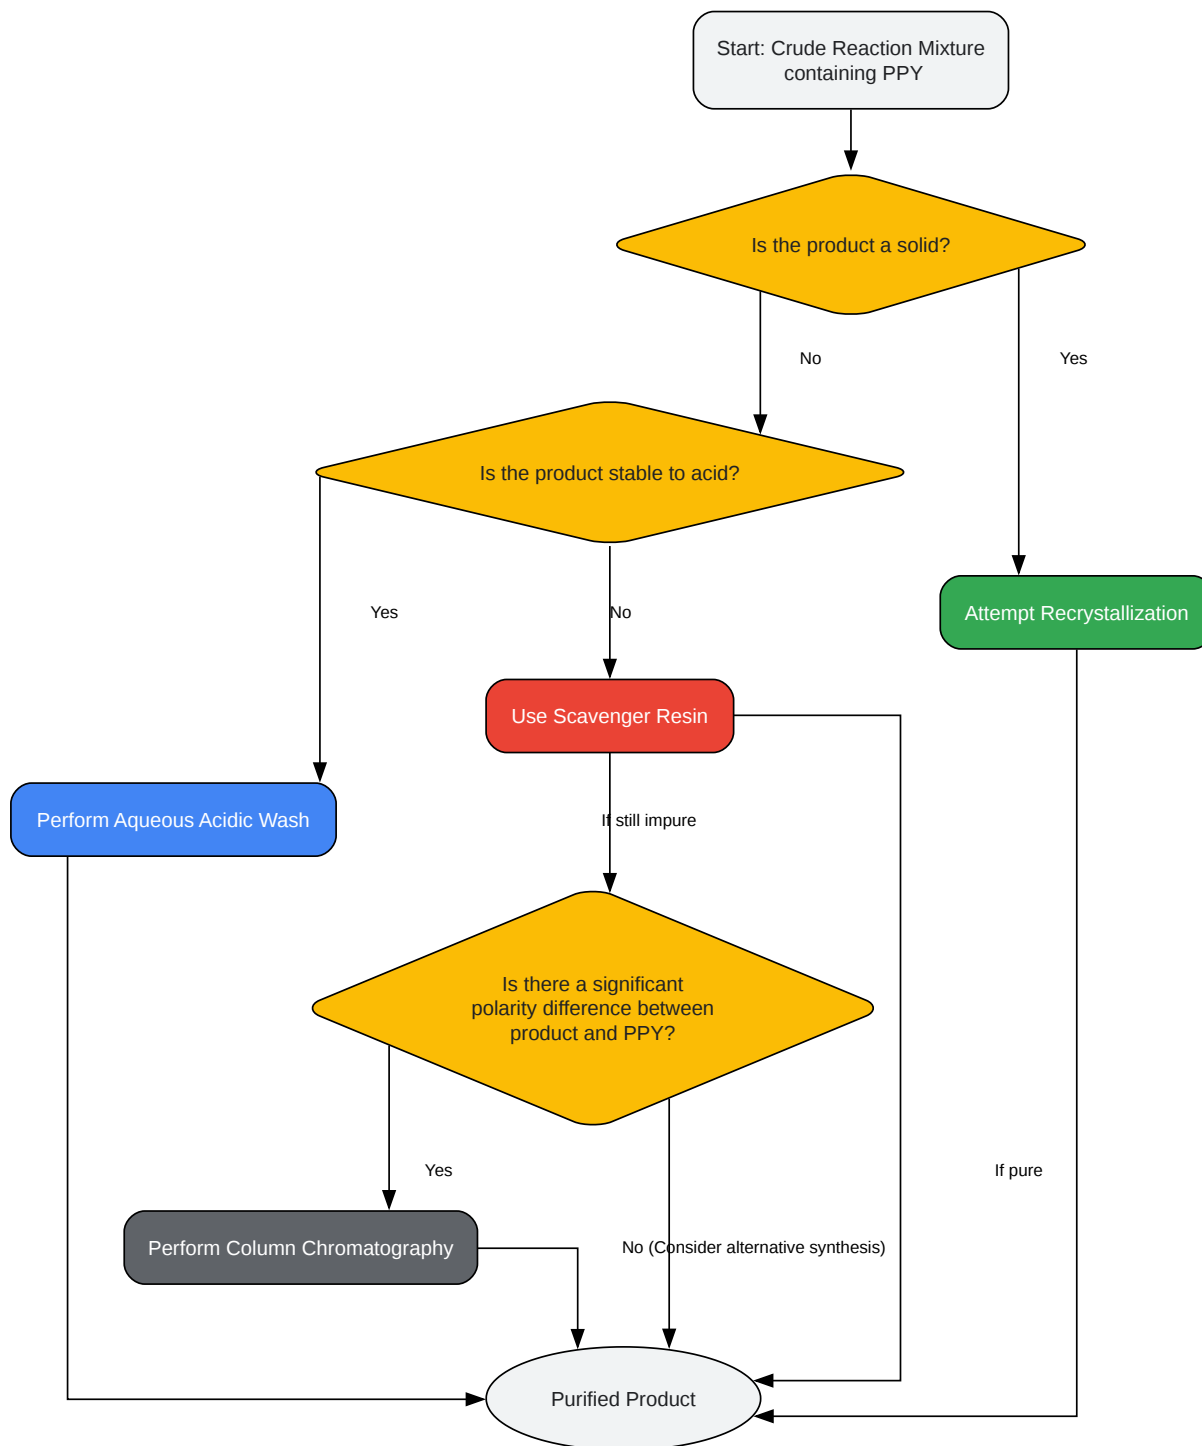 Start: Crude Reaction Mixture
containing PPY
Is the product a solid?
No
Yes
Is the product stable to acid?
Yes
No
Attempt Recrystallization
Use Scavenger Resin
Perform Aqueous Acidic Wash
If still impure
Is there a significant
polarity difference between
product and PPY?
Yes
If pure
Perform Column Chromatography
No (Consider alternative synthesis)
Purified Product